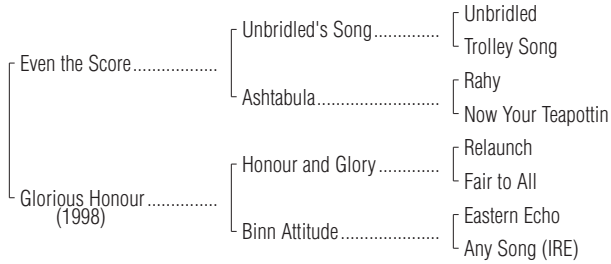 Unbridled
Unbridled's Song..............
Trolley Song
Even the Score..................
Rahy
Ashtabula..........................
Now Your Teapottin
Relaunch
Honour and Glory.............
Fair to All
Glorious Honour...............
(1998)
Eastern Echo
Binn Attitude.....................
Any Song (IRE)